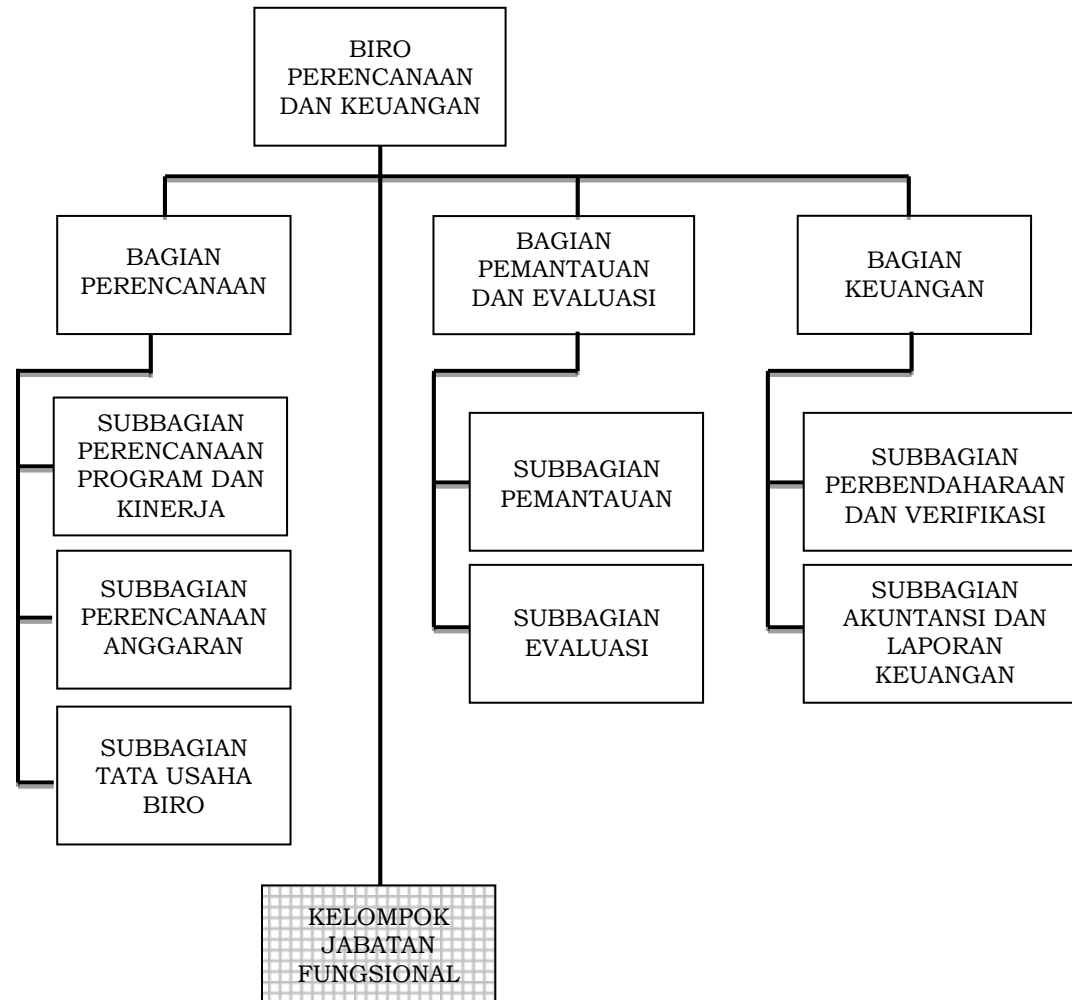 BIRO
PERENCANAAN
DAN KEUANGAN
BAGIAN
PERENCANAAN
BAGIAN
PEMANTAUAN
DAN EVALUASI
BAGIAN
KEUANGAN
SUBBAGIAN
PERENCANAAN
PROGRAM DAN
KINERJA
SUBBAGIAN
PEMANTAUAN
SUBBAGIAN
PERBENDAHARAAN
DAN VERIFIKASI
SUBBAGIAN
PERENCANAAN
ANGGARAN
SUBBAGIAN
EVALUASI
SUBBAGIAN
AKUNTANSI DAN
LAPORAN
KEUANGAN
SUBBAGIAN
TATA USAHA
BIRO
KELOMPOK
JABATAN
FUNGSIONAL